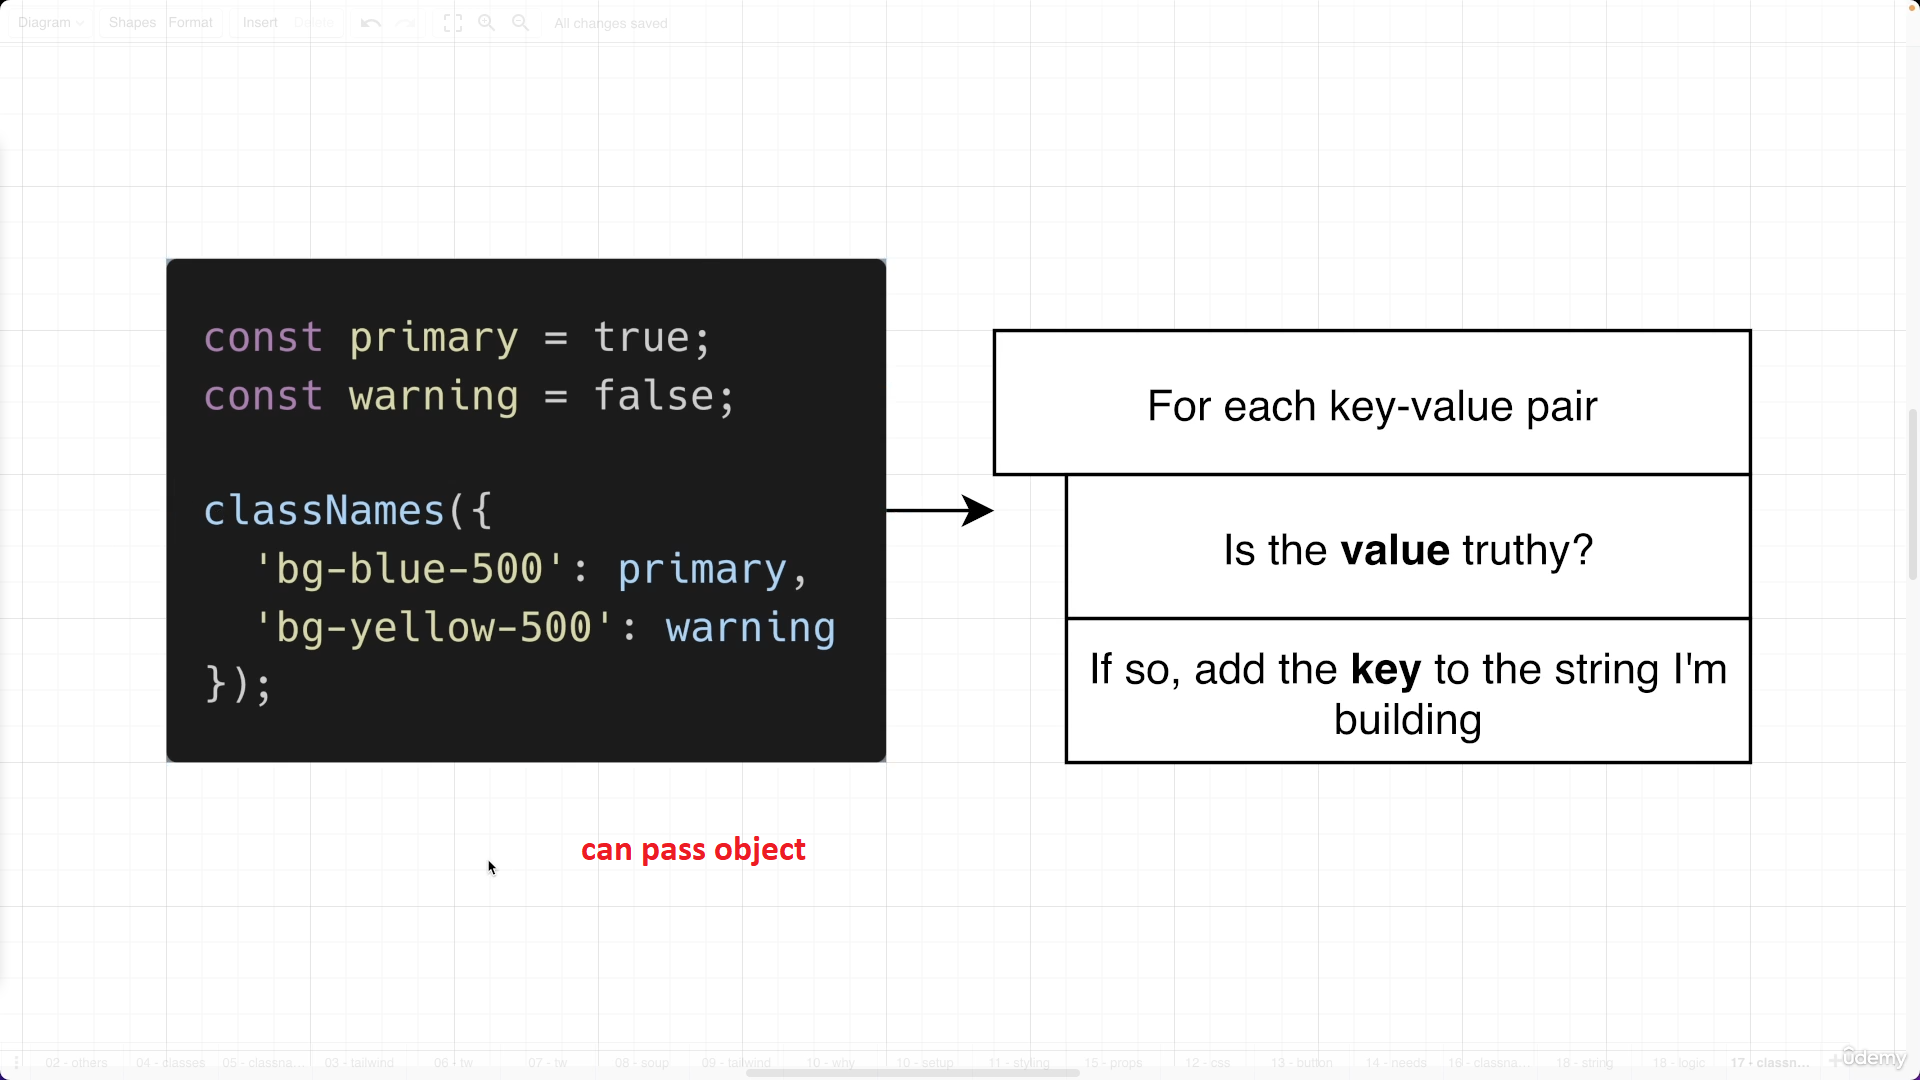 Diagram Shapes Format Insert Delete All changes saved
const primary = true;
const warning = false;
classNames({
'bg-blue-500': primary,
'bg-yellow-500': warning
});
For each key-value pair
Is the value truthy?
If so, add the key to the string I'm
building
can pass object
02 - others 04 - classes 05 - classna... 03 - tailwind 06 - tw 07 - tw 08 - soup 09 - tailwind 10 - why 10 - setup 11 - styling 15 - props 12 - css 13 - button 14 - needs 16 - classna... 18 - string 18 - logic 17 - classn...
ûdemy